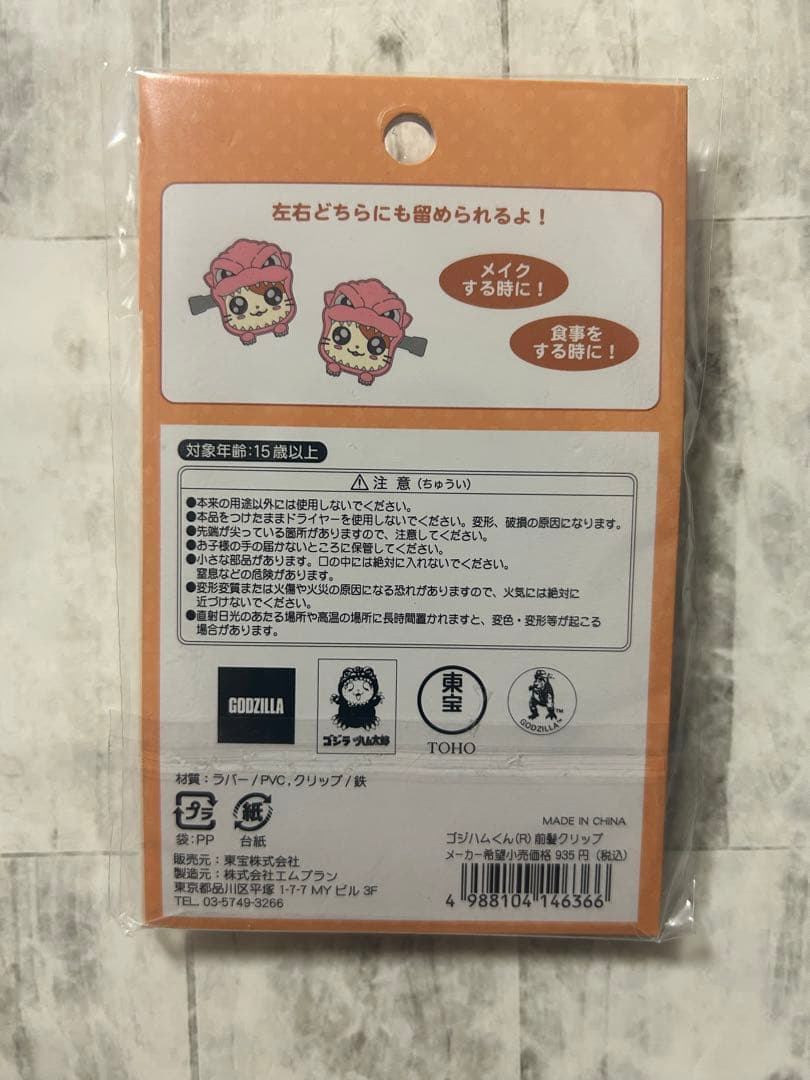 左右どちらにも留められるよ！
メイク
する時に！
食事を
する時に！
対象年齢:15歳以上
⚠注 意(ちゅうい)
●本来の用途以外には使用しないでください。
●本品をつけたままドライヤーを使用しないでください。変形、破損の原因になります。
●先端が尖っている箇所がありますので、注意してください。
●お子様の手の届かないところに保管してください。
●小さな部品があります。口の中には絶対に入れないでください。
窒息などの危険があります。
●変形変質または火傷や火災の原因になる恐れがありますので、火気には絶対に
近づけないでください。
●直射日光のあたる場所や高温の場所に長時間置かれますと、変色・変形等が起こる
場合があります。
GODZILLA
ゴジラ ヅハム太郎
東宝
TOHO
TM
GODZILLA™
材質：ラバー/PVC,クリップ/鉄
プラ
紙
袋:PP
台紙
販売元：東宝株式会社
製造元：株式会社エムプラン
東京都品川区平塚 1-7-7 MY ビル 3F
TEL. 03-5749-3266
MADE IN CHINA
ゴジハムくん(R) 前髪クリップ
メーカー希望小売価格 935円（税込）
4 988104 146366